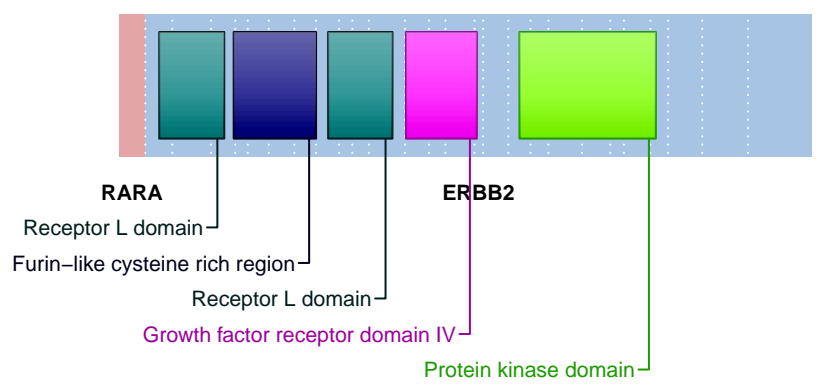 RARA ERBB2
Receptor L domain
Furin−like cysteine rich region
Receptor L domain
Growth factor receptor domain IV
Protein kinase domain